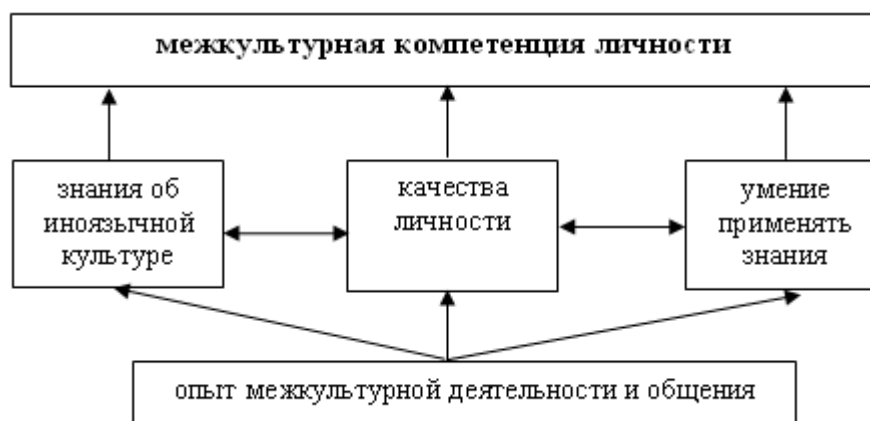 межкультурная компетенция личности
знания об
иноязычной
культуре
качества
личности
умение
применять
знания
опыт межкультурной деятельности и общения